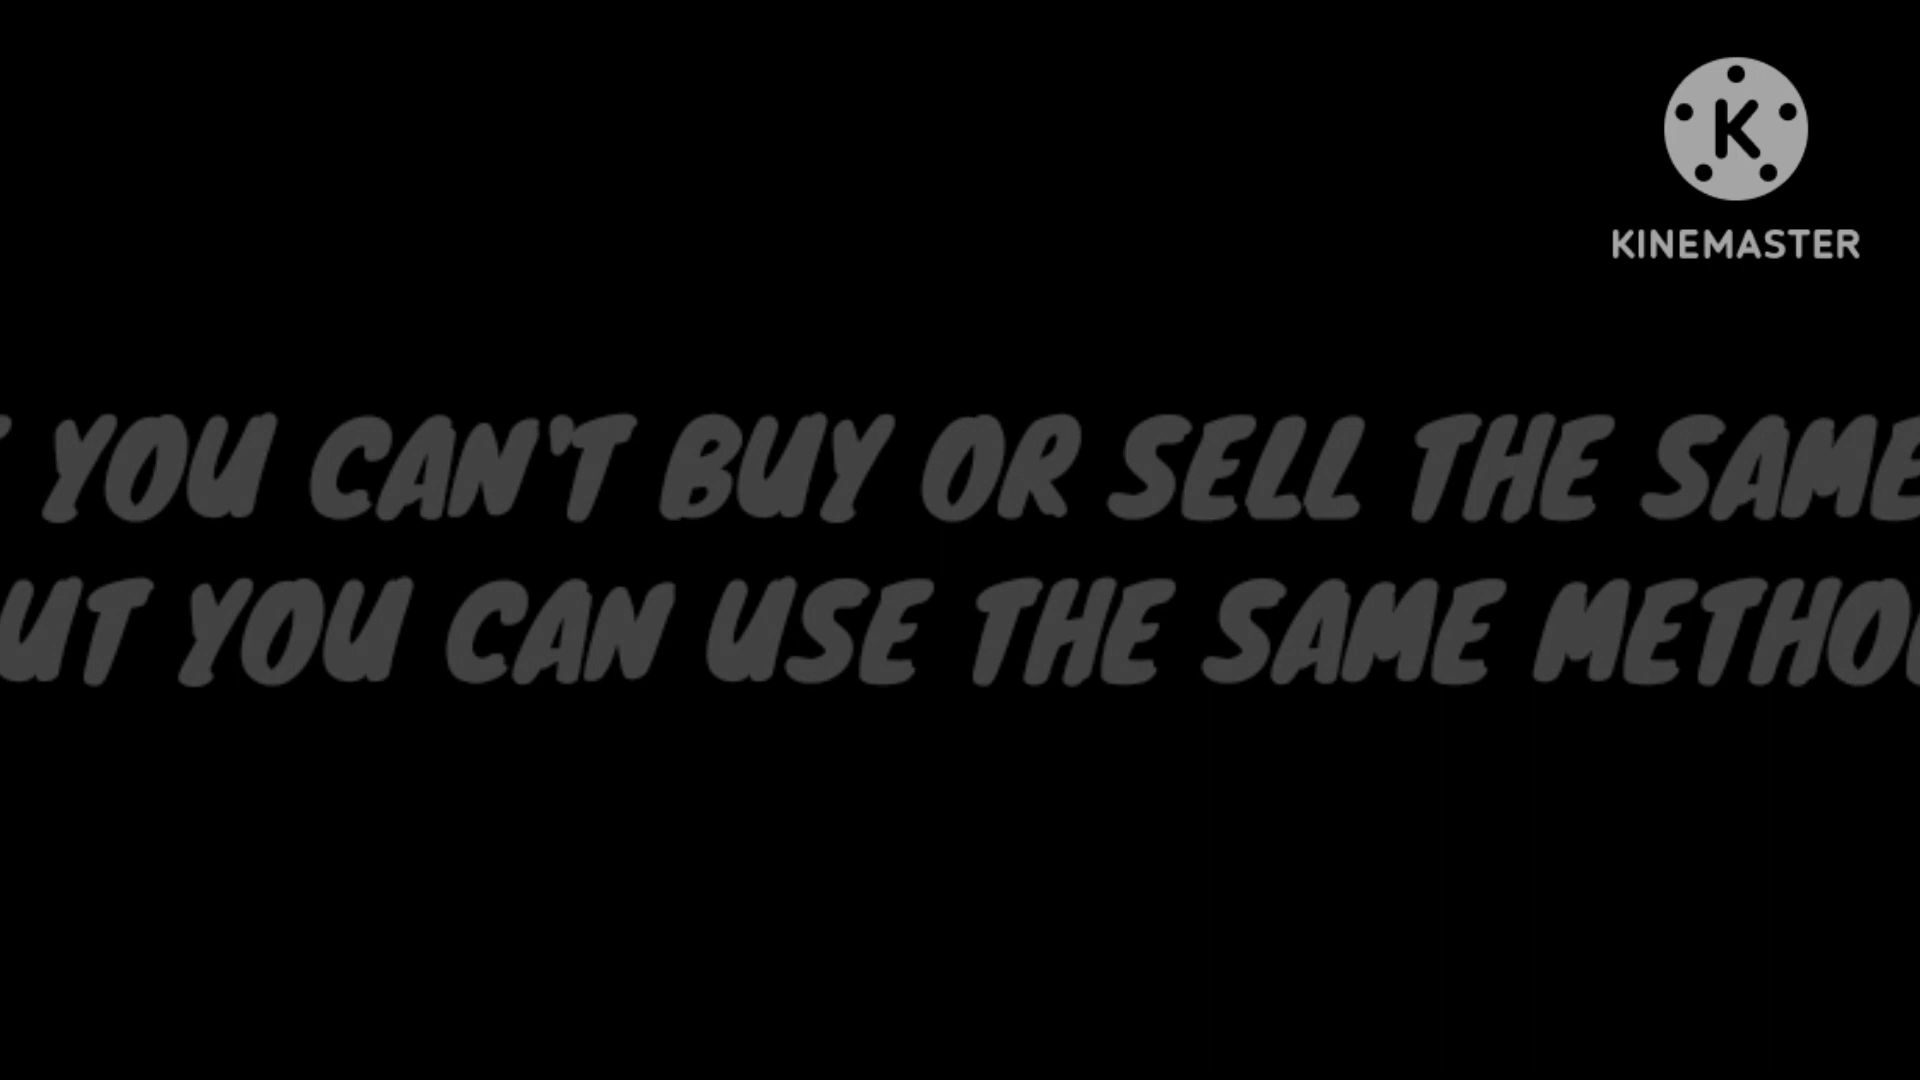 KINEMASTER
YOU CAN'T BUY OR SELL THE SAME
YOU CAN USE THE SAME